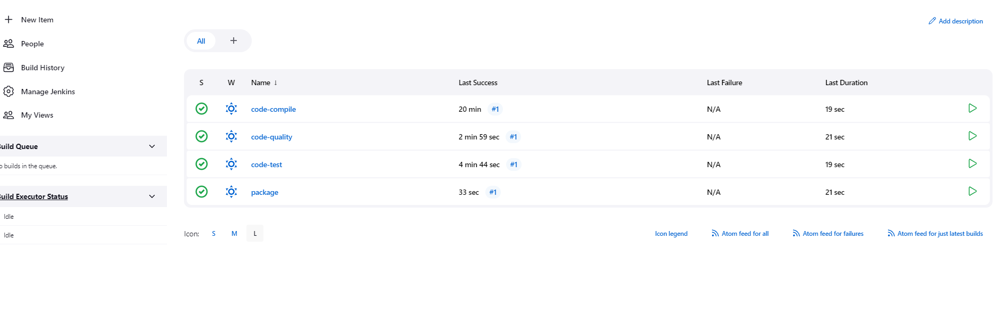 New Item
Add description
People
All
Build History
Manage Jenkins
My Views
S W Name ↓ Last Success Last Failure Last Duration
code-compile 20 min #1 N/A 19 sec
code-quality 2 min 59 sec #1 N/A 21 sec
code-test 4 min 44 sec #1 N/A 19 sec
package 33 sec #1 N/A 21 sec
Build Queue
o builds in the queue.
Build Executor Status
Idle
Idle
Icon: S M L
Icon legend Atom feed for all Atom feed for failures Atom feed for just latest builds